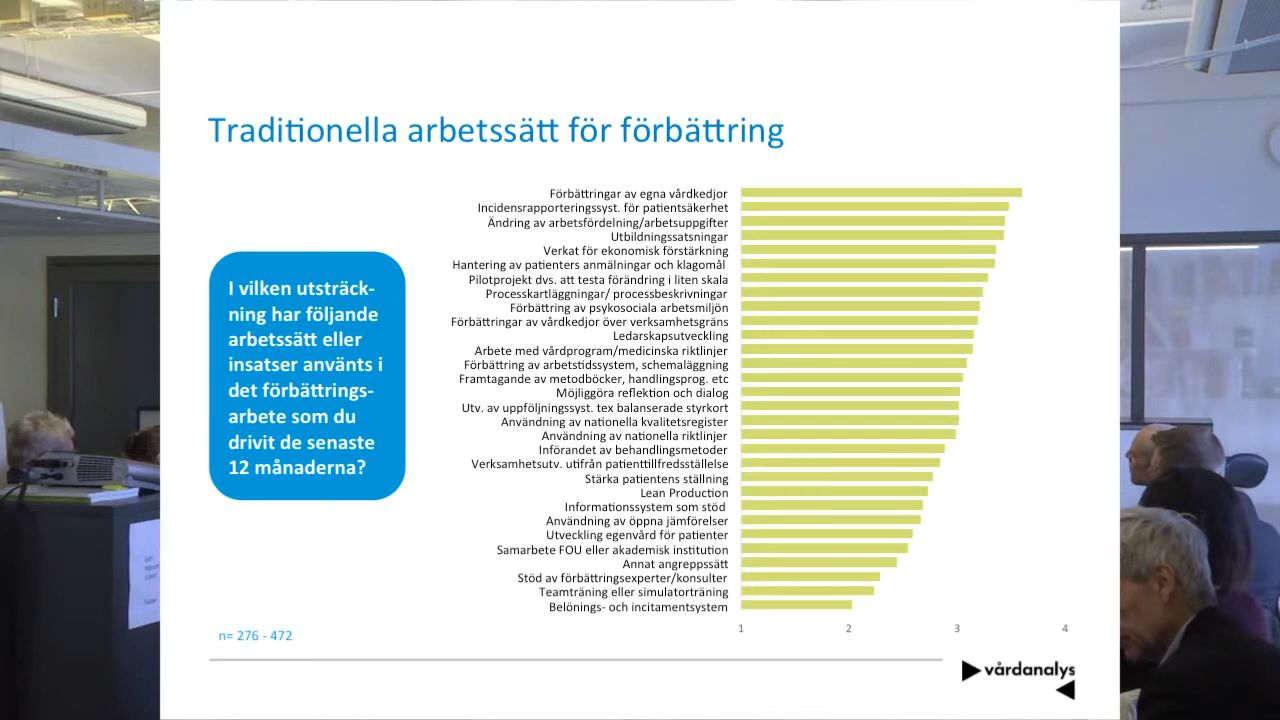 Traditionella arbetssätt för förbättring
I vilken utsträck-
ning har följande
arbetssätt eller
insatser använts i
det förbättrings-
arbete som du
drivit de senaste
12 månaderna?
Förbättringar av egna vårdkedjor
Incidensrapporteringssyst. för patientsäkerhet
Ändring av arbetsfördelning/arbetsuppgifter
Utbildningssatsningar
Verkat för ekonomisk förstärkning
Hantering av patienters anmälningar och klagomål
Pilotprojekt dvs. att testa förändring i liten skala
Processkartläggningar/ processbeskrivningar
Förbättring av psykosociala arbetsmiljön
Förbättringar av vårdkedjor över verksamhetsgräns
Ledarskapsutveckling
Arbete med vårdprogram/medicinska riktlinjer
Förbättring av arbetstidssystem, schemaläggning
Framtagande av metodböcker, handlingsprog. etc
Möjliggöra reflektion och dialog
Utv. av uppföljningssyst. tex balanserade styrkort
Användning av nationella kvalitetsregister
Användning av nationella riktlinjer
Införandet av behandlingsmetoder
Verksamhetsutv. utifrån patienttillfredsställelse
Stärka patientens ställning
Lean Production
Informationssystem som stöd
Användning av öppna jämförelser
Utveckling egenvård för patienter
Samarbete FOU eller akademisk institution
Annat angreppssätt
Stöd av förbättringsexperter/konsulter
Teamträning eller simulatorträning
Belönings- och incitamentsystem
1 2 3 4
n= 276 - 472
vårdanalys